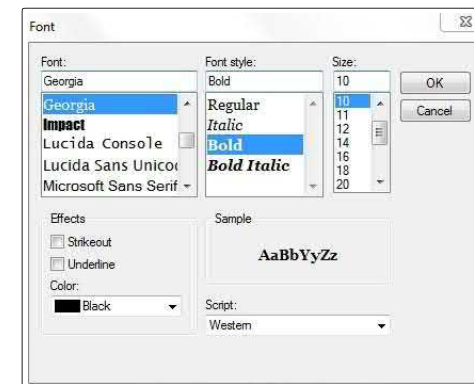 Font
Font: Font style: Size:
Georgia Bold 10 OK
Georgia Regular 10
Impact Italic 11
Lucida Console Bold 12
Lucida Sans Unicod Bold Italic 14
Microsoft Sans Serif 16
18
20
Cancel
Effects Sample
Strikeout
Underline
AaBbYyZz
Color:
Black
Script:
Western